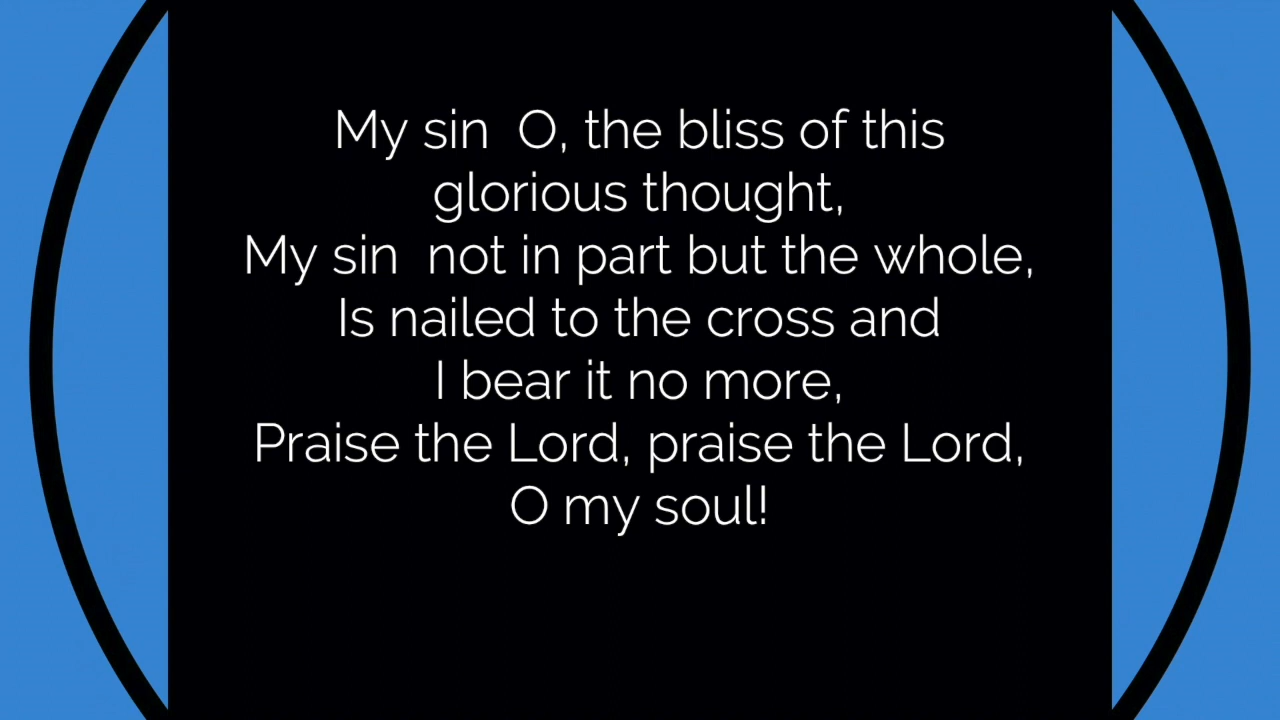 My sin  O, the bliss of this
glorious thought,
My sin  not in part but the whole,
Is nailed to the cross and
I bear it no more,
Praise the Lord, praise the Lord,
O my soul!